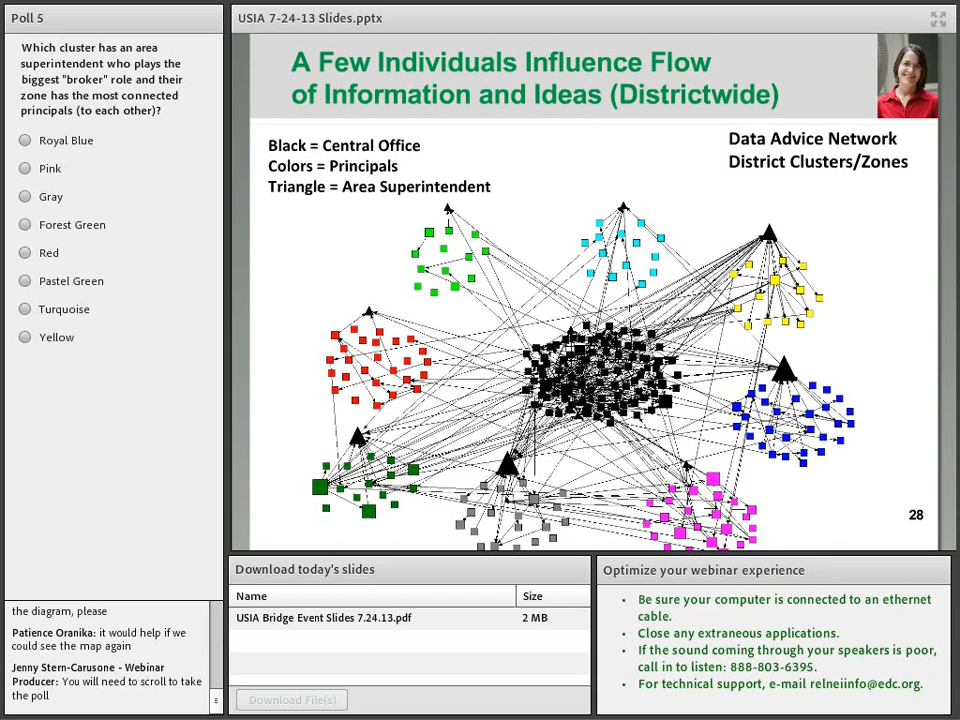 Poll 5
Which cluster has an area
superintendent who plays the
biggest "broker" role and their
zone has the most connected
principals (to each other)?
Royal Blue
Pink
Gray
Forest Green
Red
Pastel Green
Turquoise
Yellow
the diagram, please
Patience Oranika: it would help if we
could see the map again
Jenny Stern-Carusone - Webinar
Producer: You will need to scroll to take
the poll
USIA 7-24-13 Slides.pptx
A Few Individuals Influence Flow
of Information and Ideas (Districtwide)
Black = Central Office
Colors = Principals
Triangle = Area Superintendent
Data Advice Network
District Clusters/Zones
28
Download today's slides
Name Size
USIA Bridge Event Slides 7.24.13.pdf 2 MB
Download File(s)
Optimize your webinar experience
• Be sure your computer is connected to an ethernet
cable.
• Close any extraneous applications.
• If the sound coming through your speakers is poor,
call in to listen: 888-803-6395.
• For technical support, e-mail relneiinfo@edc.org.